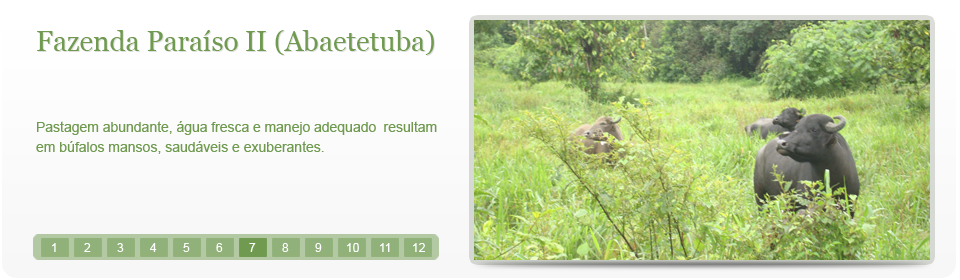 Fazenda Paraíso II (Abaetetuba)
Pastagem abundante, água fresca e manejo adequado  resultam
em búfalos mansos, saudáveis e exuberantes.
1 2 3 4 5 6 7 8 9 10 11 12